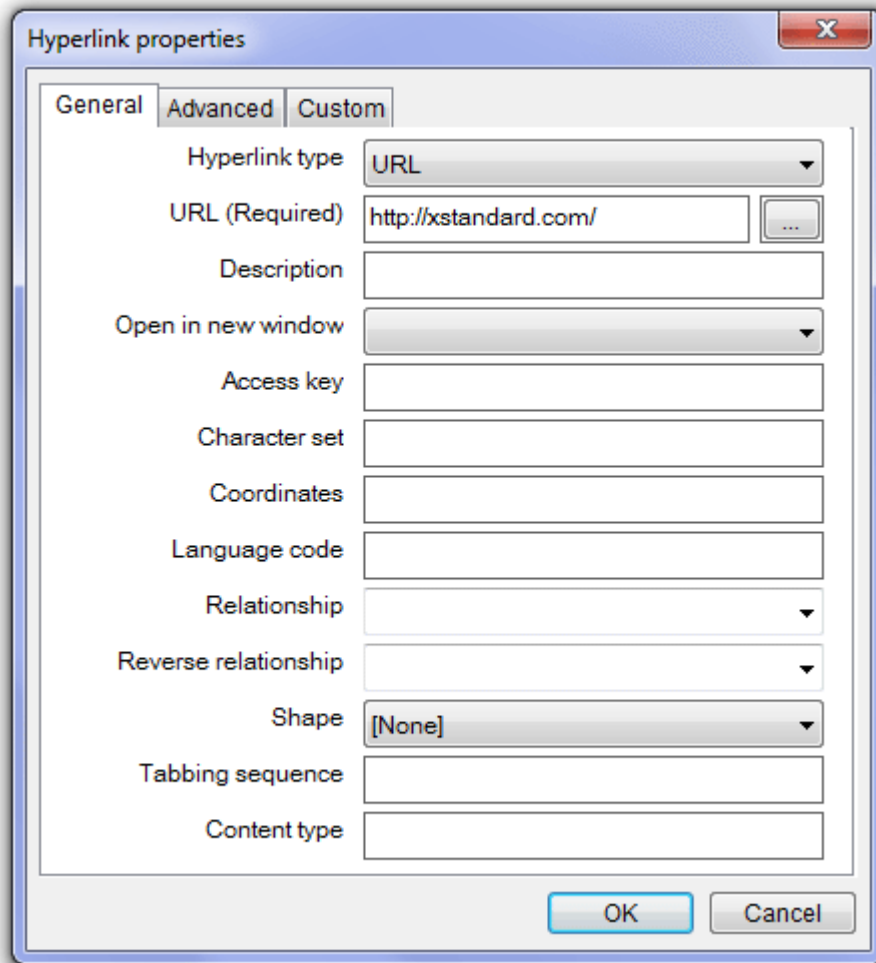 Hyperlink properties
General Advanced Custom
Hyperlink type URL
URL (Required) http://xstandard.com/ ...
Description
Open in new window
Access key
Character set
Coordinates
Language code
Relationship
Reverse relationship
Shape [None]
Tabbing sequence
Content type
OK Cancel